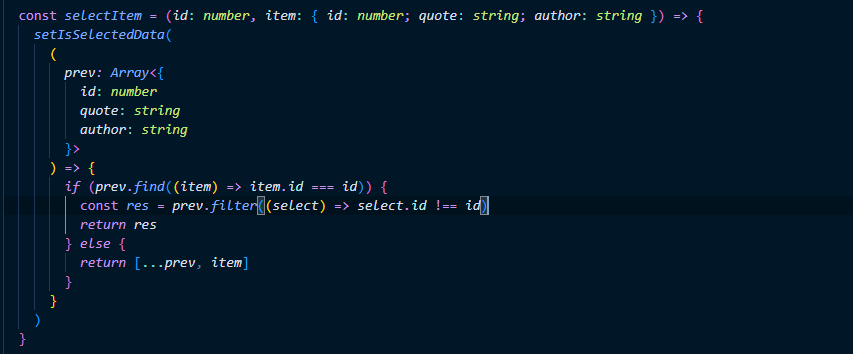 const selectItem = (id: number, item: { id: number; quote: string; author: string }) => {
  setIsSelectedData(
    (
      prev: Array<{
        id: number
        quote: string
        author: string
      }>
    ) => {
      if (prev.find((item) => item.id === id)) {
        const res = prev.filter((select) => select.id !== id)
        return res
      } else {
        return [...prev, item]
      }
    }
  )
}